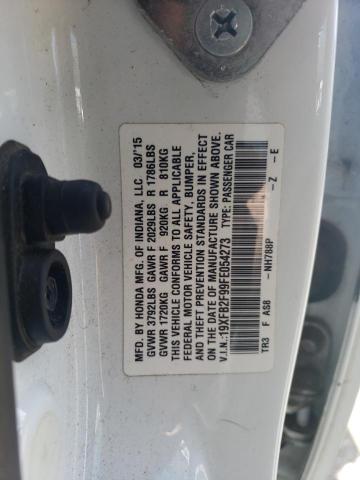 MFD. BY HONDA MFG. OF INDIANA, LLC 03/'15
GVWR 3792LBS GAWR F 2029LBS R 1786LBS
GVWR 1720KG GAWR F 920KG R 810KG
THIS VEHICLE CONFORMS TO ALL APPLICABLE
FEDERAL MOTOR VEHICLE SAFETY, BUMPER,
AND THEFT PREVENTION STANDARDS IN EFFECT
ON THE DATE OF MANUFACTURE SHOWN ABOVE.
V.I.N.:19XFB2F99FE054273 TYPE: PASSENGER CAR
TR3 F AS8 - NH788P - Z - E